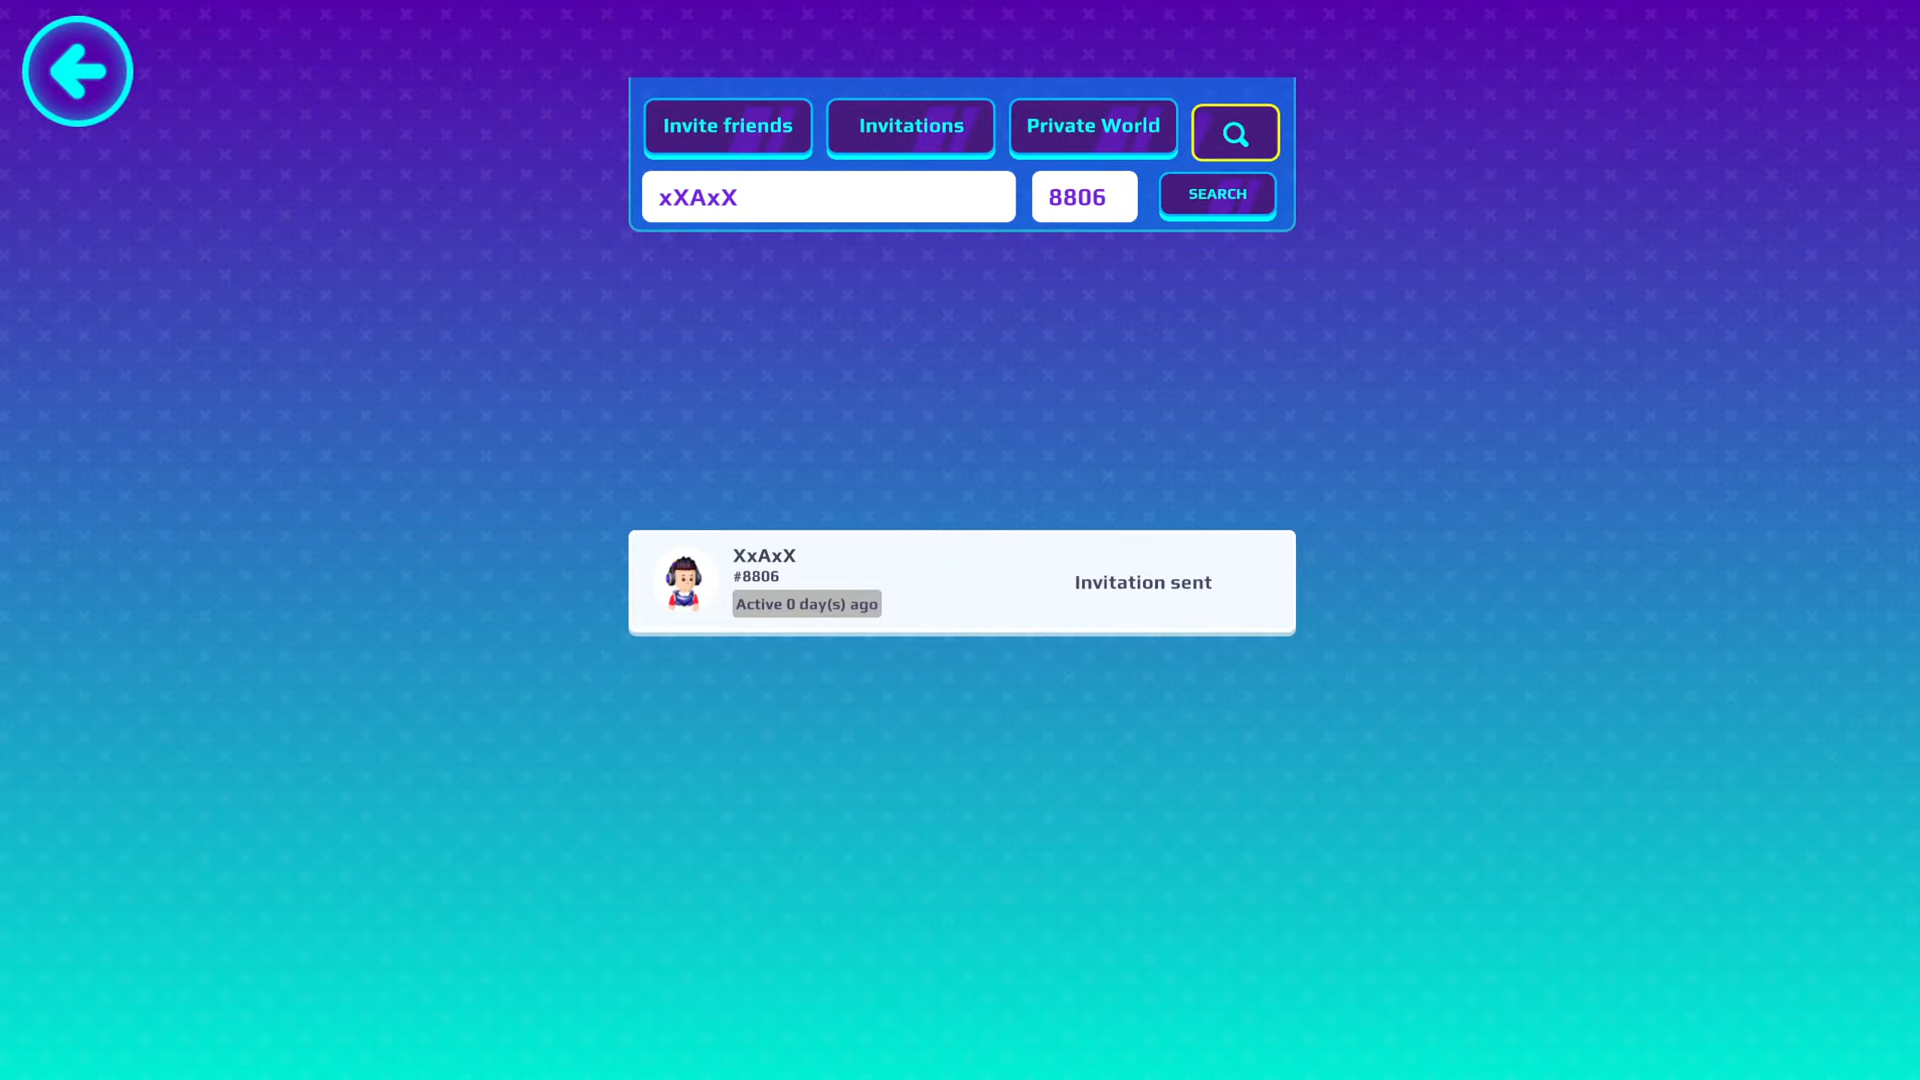 Invite friends
Invitations
Private World
xXAxX
8806
SEARCH
XxAxX
#8806
Active 0 day(s) ago
Invitation sent